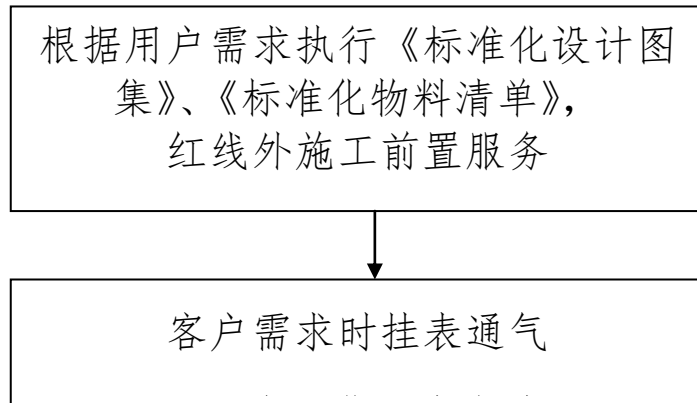 根据用户需求执行《标准化设计图
集》、《标准化物料清单》，
红线外施工前置服务
客户需求时挂表通气